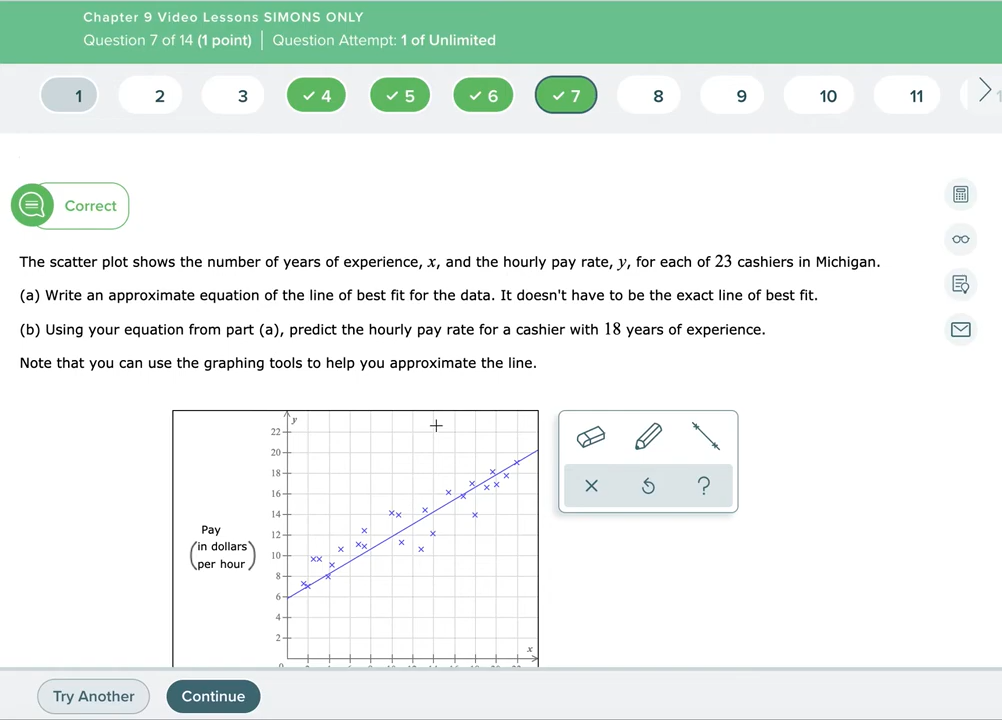 Chapter 9 Video Lessons SIMONS ONLY
Question 7 of 14 (1 point) | Question Attempt: 1 of Unlimited
1 2 3 ✓ 4 ✓ 5 ✓ 6 ✓ 7 8 9 10 11
Correct
The scatter plot shows the number of years of experience, x, and the hourly pay rate, y, for each of 23 cashiers in Michigan.
(a) Write an approximate equation of the line of best fit for the data. It doesn't have to be the exact line of best fit.
(b) Using your equation from part (a), predict the hourly pay rate for a cashier with 18 years of experience.
Note that you can use the graphing tools to help you approximate the line.
y
22
20
18
16
14
12
10
8
6
4
2
x
Pay
(in dollars
per hour)
?
Try Another
Continue